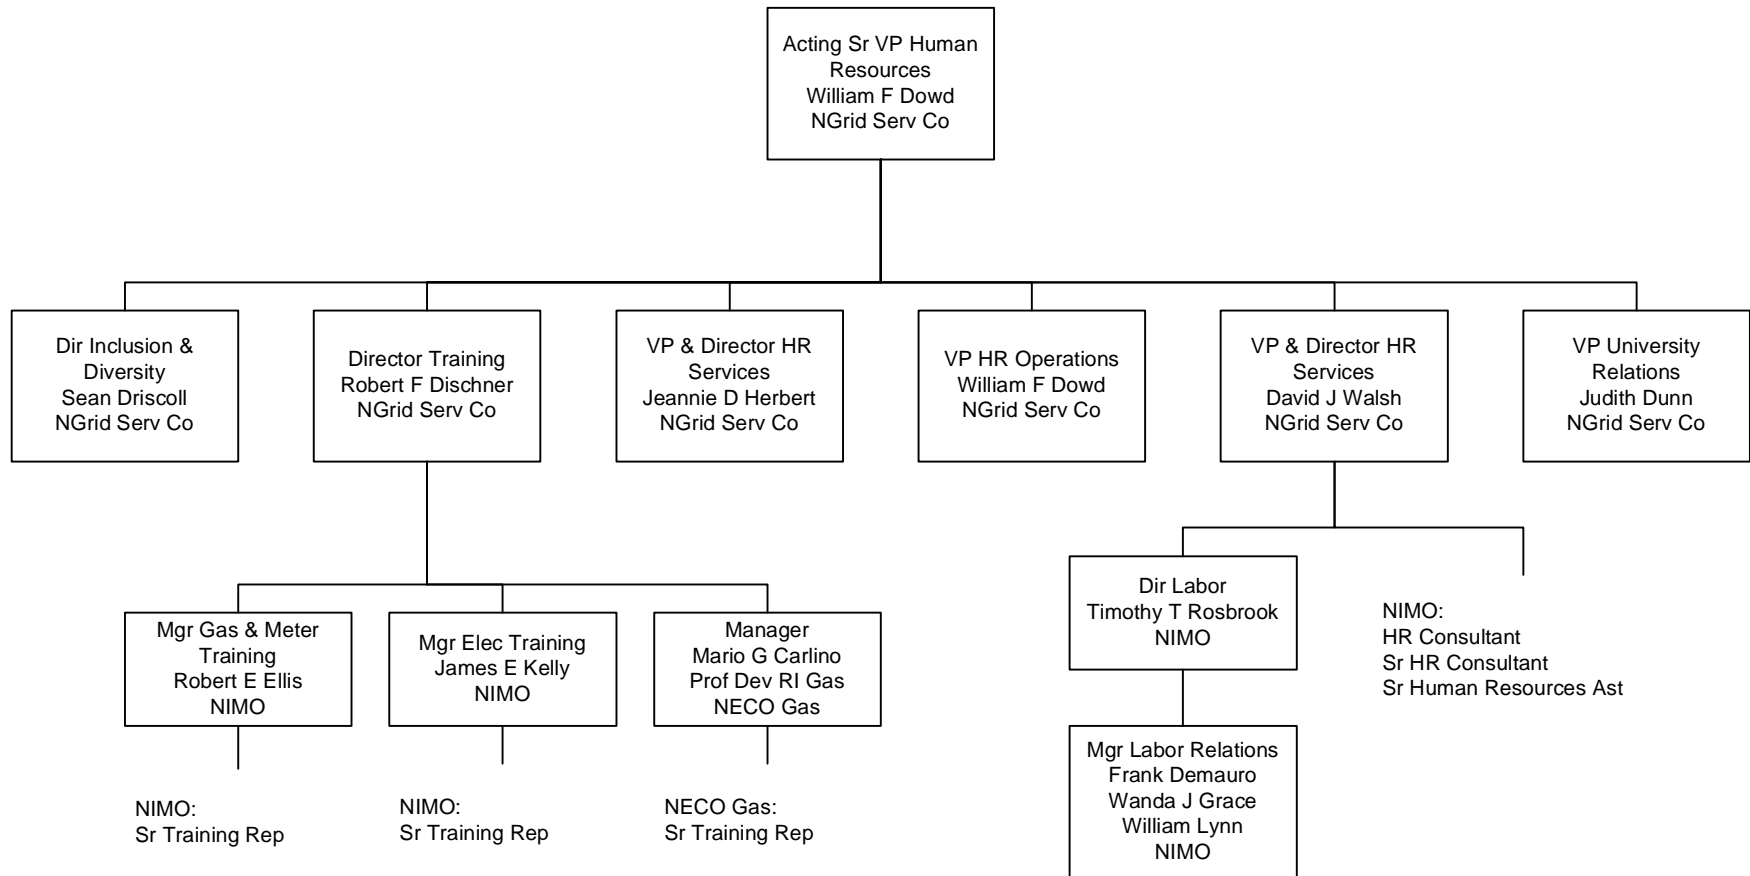 Acting Sr VP Human
Resources
William F Dowd
NGrid Serv Co
Dir Inclusion &
Diversity
Sean Driscoll
NGrid Serv Co
Director Training
Robert F Dischner
NGrid Serv Co
VP & Director HR
Services
Jeannie D Herbert
NGrid Serv Co
VP HR Operations
William F Dowd
NGrid Serv Co
VP & Director HR
Services
David J Walsh
NGrid Serv Co
VP University
Relations
Judith Dunn
NGrid Serv Co
Mgr Gas & Meter
Training
Robert E Ellis
NIMO
Mgr Elec Training
James E Kelly
NIMO
Manager
Mario G Carlino
Prof Dev RI Gas
NECO Gas
Dir Labor
Timothy T Rosbrook
NIMO
NIMO:
HR Consultant
Sr HR Consultant
Sr Human Resources Ast
NIMO:
Sr Training Rep
NIMO:
Sr Training Rep
NECO Gas:
Sr Training Rep
Mgr Labor Relations
Frank Demauro
Wanda J Grace
William Lynn
NIMO